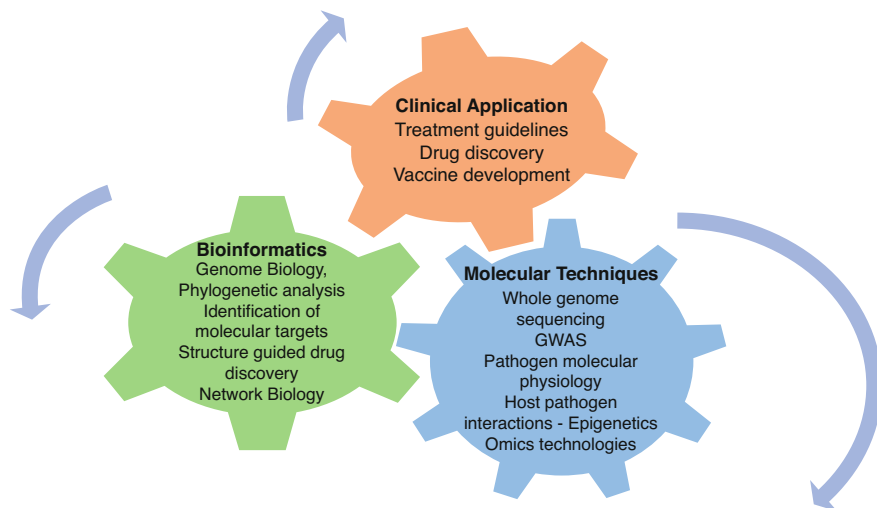 Clinical Application
Treatment guidelines
Drug discovery
Vaccine development
Bioinformatics
Genome Biology,
Phylogenetic analysis
Identification of
molecular targets
Structure guided drug
discovery
Network Biology
Molecular Techniques
Whole genome
sequencing
GWAS
Pathogen molecular
physiology
Host pathogen
interactions - Epigenetics
Omics technologies